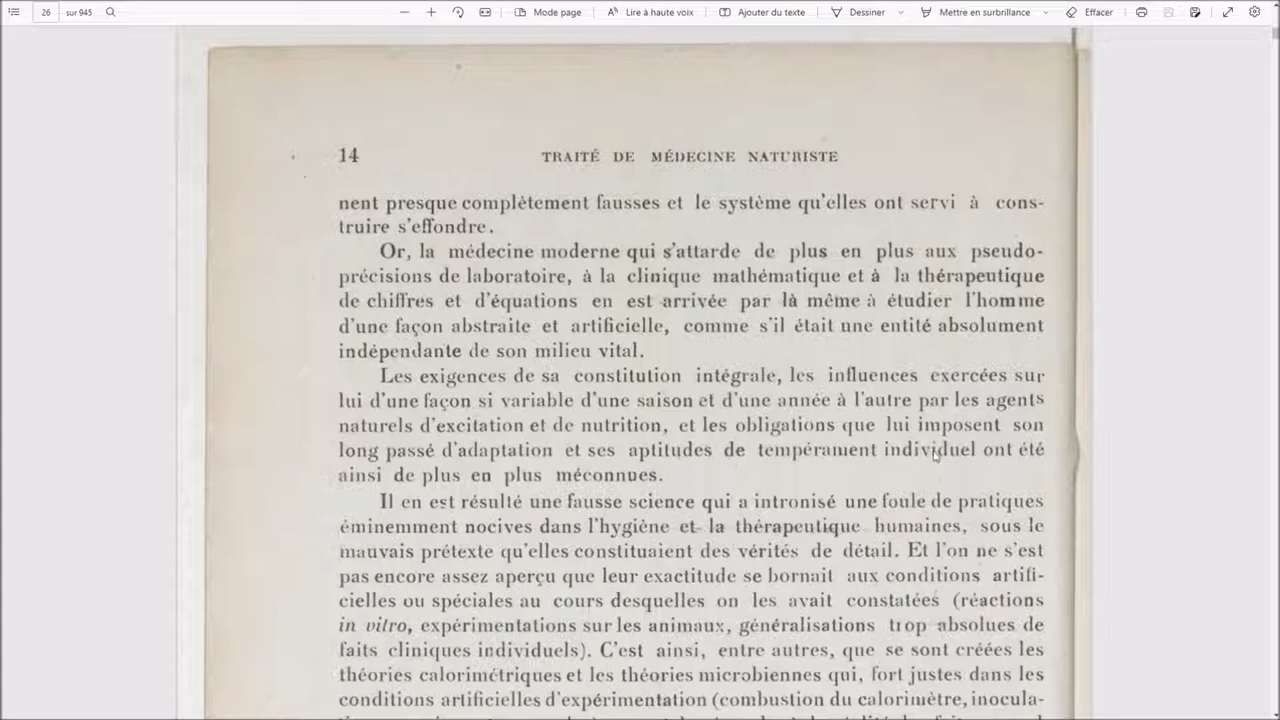 26 sur 945 Mode page Lire à haute voix Ajouter du texte Dessiner Mettre en surbrillance Effacer
14 TRAITÉ DE MÉDECINE NATURISTE
nent presque complètement fausses et le système qu'elles ont servi à cons-
truire s'effondre.
Or, la médecine moderne qui s'attarde de plus en plus aux pseudo-
précisions de laboratoire, à la clinique mathématique et à la thérapeutique
de chiffres et d'équations en est arrivée par là même à étudier l'homme
d'une façon abstraite et artificielle, comme s'il était une entité absolument
indépendante de son milieu vital.
Les exigences de sa constitution intégrale, les influences exercées sur
lui d'une façon si variable d'une saison et d'une année à l'autre par les agents
naturels d'excitation et de nutrition, et les obligations que lui imposent son
long passé d'adaptation et ses aptitudes de tempérament individuel ont été
ainsi de plus en plus méconnues.
Il en est résulté une fausse science qui a intronisé une foule de pratiques
éminemment nocives dans l'hygiène et la thérapeutique humaines, sous le
mauvais prétexte qu'elles constituaient des vérités de détail. Et l'on ne s'est
pas encore assez aperçu que leur exactitude se bornait aux conditions artifi-
cielles ou spéciales au cours desquelles on les avait constatées (réactions
in vitro, expérimentations sur les animaux, généralisations trop absolues de
faits cliniques individuels). C'est ainsi, entre autres, que se sont créées les
théories calorimétriques et les théories microbiennes qui, fort justes dans les
conditions artificielles d'expérimentation (combustion du calorimètre, inocula-